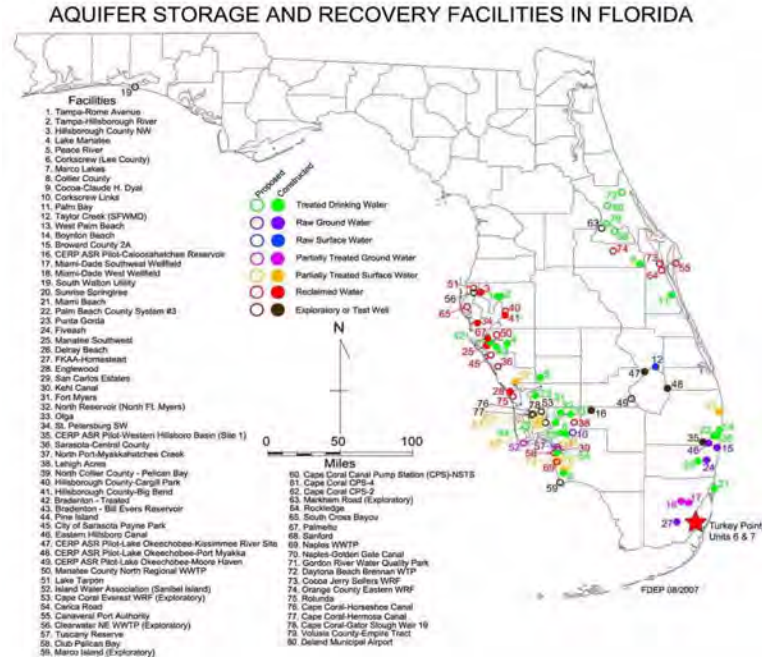 AQUIFER STORAGE AND RECOVERY FACILITIES IN FLORIDA
Facilities
1. Tampa-Rome Avenue
2. Tampa-Hillsborough River
3. Hillsborough County NW
4. Lake Manatee
5. Peace River
6. Corkscrew (Lee County)
7. Marco Lakes
8. Collier County
9. Cocoa-Claude H. Dyal
10. Corkscrew Links
11. Palm Bay
12. Taylor Creek (SFWMD)
13. West Palm Beach
14. Boynton Beach
15. Broward County 2A
16. CERP ASR Pilot-Caloosahatchee Reservoir
17. Miami-Dade Southwest Wellfield
18. Miami-Dade West Wellfield
19. South Walton Utility
20. Sunrise Springtree
21. Miami Beach
22. Palm Beach County System #3
23. Punta Gorda
24. Fiveash
25. Manatee Southwest
26. Delray Beach
27. FKAA-Homestead
28. Englewood
29. San Carlos Estates
30. Kehl Canal
31. Fort Myers
32. North Reservoir (North Ft. Myers)
33. Olga
34. St. Petersburg SW
35. CERP ASR Pilot-Western Hillsboro Basin (Site 1)
36. Sarasota-Central County
37. North Port-Myakkahatchee Creek
38. Lehigh Acres
39. North Collier County - Pelican Bay
40. Hillsborough County-Cargill Park
41. Hillsborough County-Big Bend
42. Bradenton - Treated
43. Bradenton - Bill Evers Reservoir
44. Pine Island
45. City of Sarasota Payne Park
46. Eastern Hillsboro Canal
47. CERP ASR Pilot-Lake Okeechobee-Kissimmee River Site
48. CERP ASR Pilot-Lake Okeechobee-Port Mayakka
49. CERP ASR Pilot-Lake Okeechobee-Moore Haven
50. Manatee County North Regional WWTP
51. Lake Tarpon
52. Island Water Association (Sanibel Island)
53. Cape Coral Everest WRF (Exploratory)
54. Carica Road
55. Canaveral Port Authority
56. Clearwater NE WWTP (Exploratory)
57. Tuscany Reserve
58. Club Pelican Bay
59. Marco Island (Exploratory)
60. Cape Coral Canal Pump Station (CPS)-NSTS
61. Cape Coral CPS-4
62. Cape Coral CPS-2
63. Markham Road (Exploratory)
64. Rockledge
65. South Cross Bayou
67. Palmetto
68. Sanford
69. Naples WWTP
70. Naples-Golden Gate Canal
71. Gordon River Water Quality Park
72. Daytona Beach Brennan WTP
73. Cocoa Jerry Sellers WRF
74. Orange County Eastern WRF
75. Rotunda
76. Cape Coral-Horseshoe Canal
77. Cape Coral-Hermosa Canal
78. Cape Coral-Gator Slough Weir 19
79. Volusia County-Empire Tract
80. Deland Municipal Airport
Proposed
Constructed
Treated Drinking Water
Raw Ground Water
Raw Surface Water
Partially Treated Ground Water
Partially Treated Surface Water
Reclaimed Water
Exploratory or Test Well
N
50 0 50 100
Miles
Turkey Point
Units 6 & 7
FDEP 08/2007